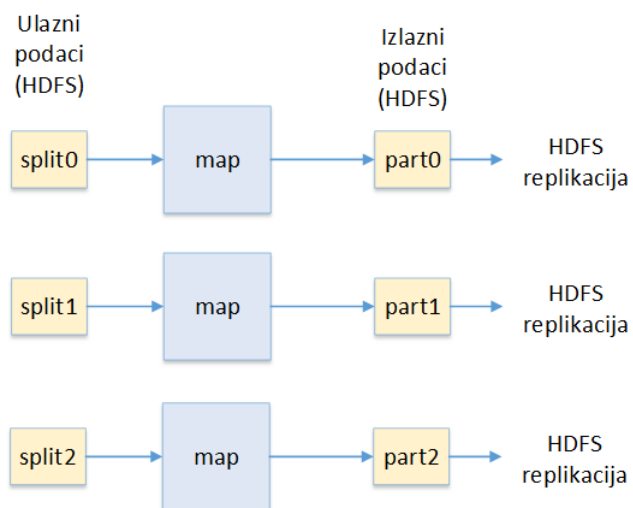 Ulazni
podaci
(HDFS)
Izlazni
podaci
(HDFS)
split0
map
part0
HDFS
replikacija
split1
map
part1
HDFS
replikacija
split2
map
part2
HDFS
replikacija